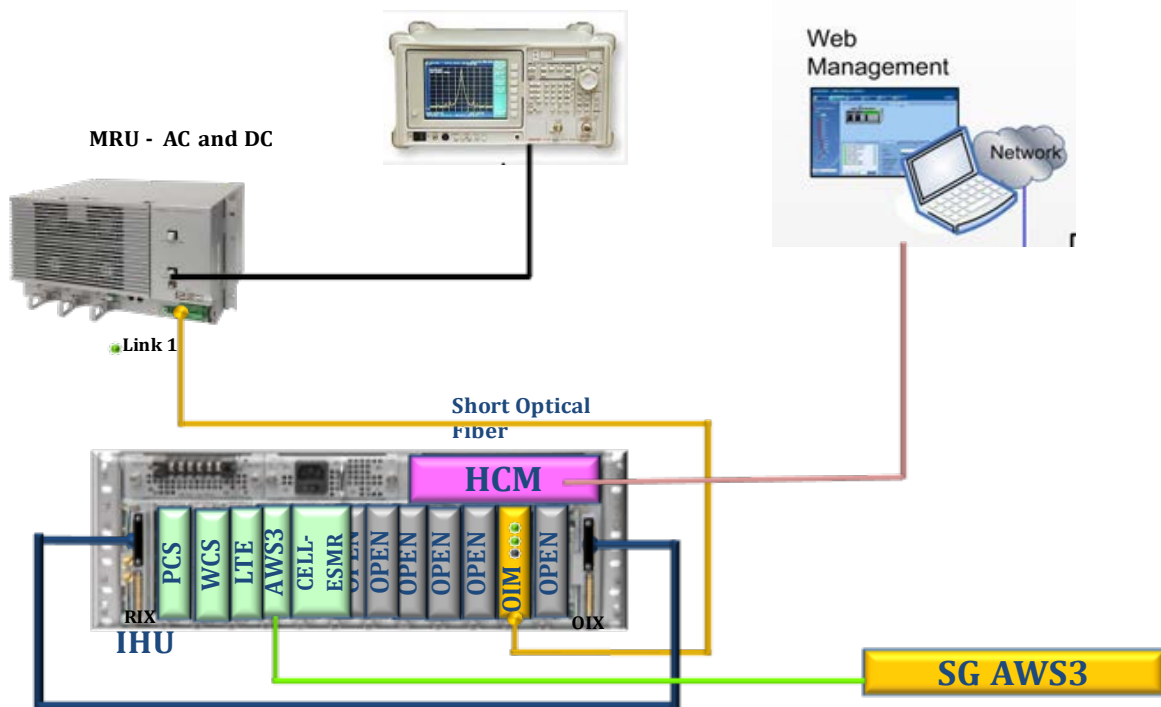 Web
Management
MRU - AC and DC
Network
Link 1
Short Optical
Fiber
HCM
PCS
WCS
LTE
AWS3
CELL-
ESMR
OPEN
OPEN
OPEN
OPEN
OPEN
OIM
OPEN
RIX
OIX
IHU
SG AWS3